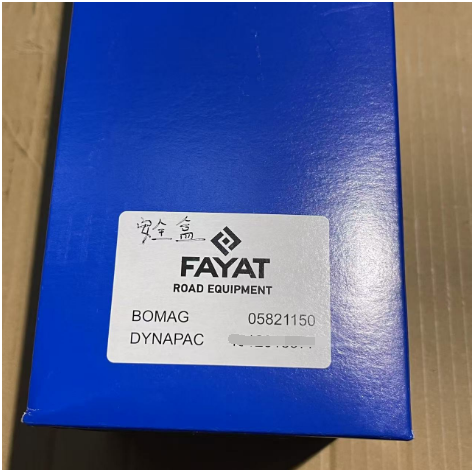 安全盒
FAYAT
ROAD EQUIPMENT
BOMAG 05821150
DYNAPAC